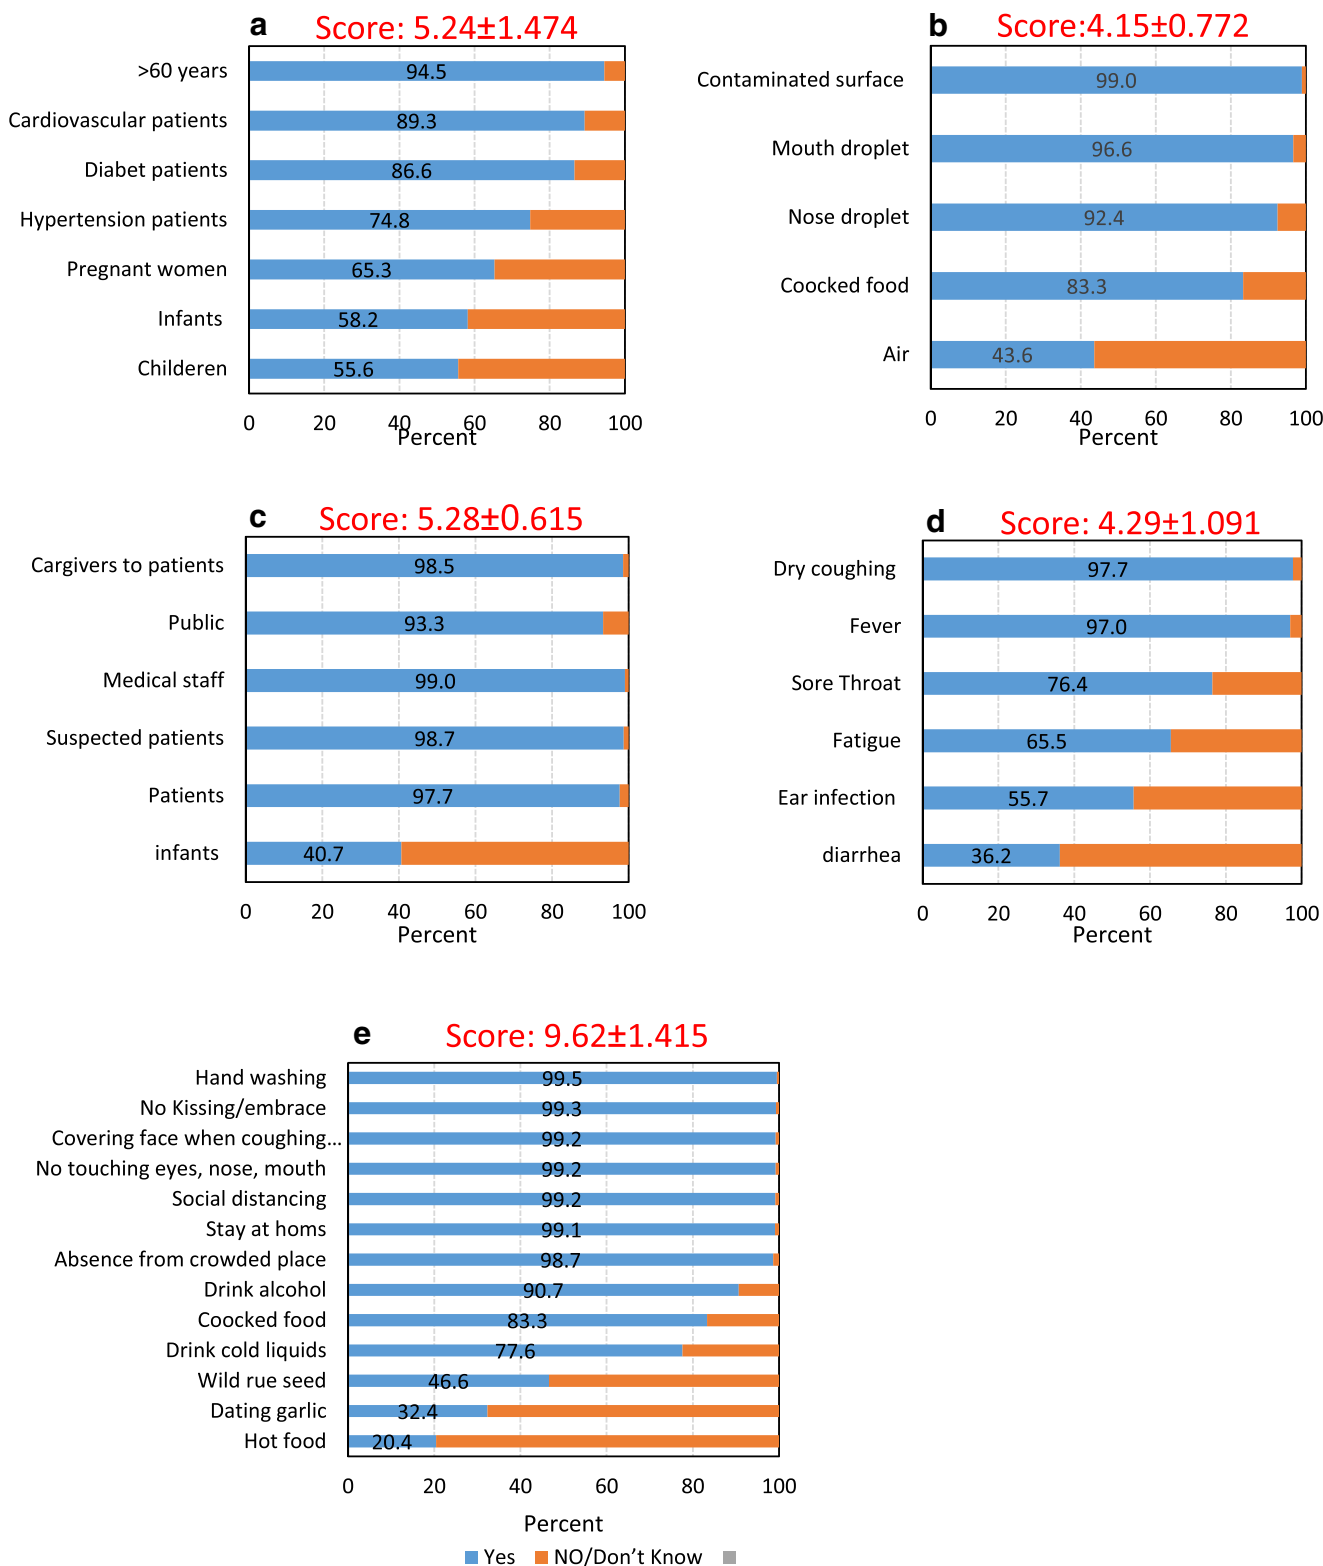 a Score: 5.24±1.474
>60 years 94.5
Cardiovascular patients 89.3
Diabet patients 86.6
Hypertension patients 74.8
Pregnant women 65.3
Infants 58.2
Childeren 55.6
0 20 40 60 80 100
Percent
b Score:4.15±0.772
Contaminated surface 99.0
Mouth droplet 96.6
Nose droplet 92.4
Coocked food 83.3
Air 43.6
0 20 40 60 80 100
Percent
c Score: 5.28±0.615
Cargivers to patients 98.5
Public 93.3
Medical staff 99.0
Suspected patients 98.7
Patients 97.7
infants 40.7
0 20 40 60 80 100
Percent
d Score: 4.29±1.091
Dry coughing 97.7
Fever 97.0
Sore Throat 76.4
Fatigue 65.5
Ear infection 55.7
diarrhea 36.2
0 20 40 60 80 100
Percent
e Score: 9.62±1.415
Hand washing 99.5
No Kissing/embrace 99.3
Covering face when coughing... 99.2
No touching eyes, nose, mouth 99.2
Social distancing 99.2
Stay at homs 99.1
Absence from crowded place 98.7
Drink alcohol 90.7
Coocked food 83.3
Drink cold liquids 77.6
Wild rue seed 46.6
Dating garlic 32.4
Hot food 20.4
0 20 40 60 80 100
Percent
Yes NO/Don't Know